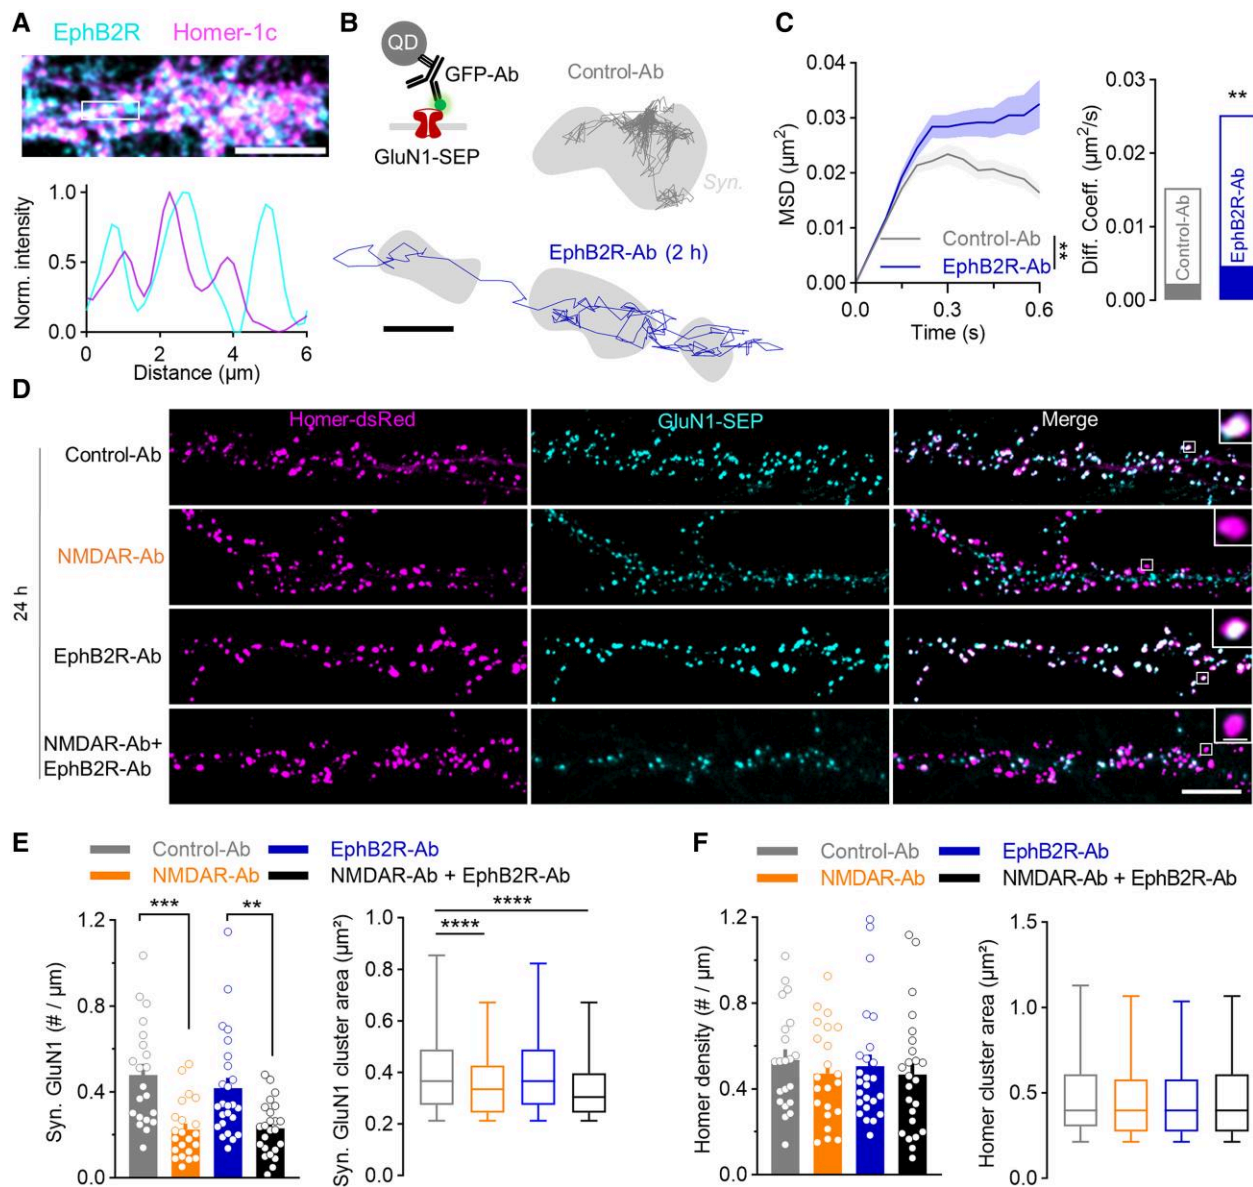 A
EphB2R Homer-1c
Norm. intensity
1.0
0.5
0.0
0 2 4 6
Distance (µm)
B
QD
GFP-Ab
GluN1-SEP
Control-Ab
Syn.
EphB2R-Ab (2 h)
C
MSD (µm²)
0.04
0.03
0.02
0.01
0.00
0.0 0.3 0.6
Time (s)
Control-Ab
EphB2R-Ab
**
Diff. Coeff. (µm²/s)
0.03
0.02
0.01
0.00
**
Control-Ab
EphB2R-Ab
D
Homer-dsRed GluN1-SEP Merge
24 h
Control-Ab
NMDAR-Ab
EphB2R-Ab
NMDAR-Ab+
EphB2R-Ab
E
Control-Ab EphB2R-Ab
NMDAR-Ab NMDAR-Ab + EphB2R-Ab
Syn. GluN1 (# / µm)
1.2
0.8
0.4
0.0
*** **
Syn. GluN1 cluster area (µm²)
1.0
0.8
0.6
0.4
0.2
0.0
****
****
F
Control-Ab EphB2R-Ab
NMDAR-Ab NMDAR-Ab + EphB2R-Ab
Homer density (# / µm)
1.2
0.8
0.4
0.0
Homer cluster area (µm²)
1.5
1.0
0.5
0.0